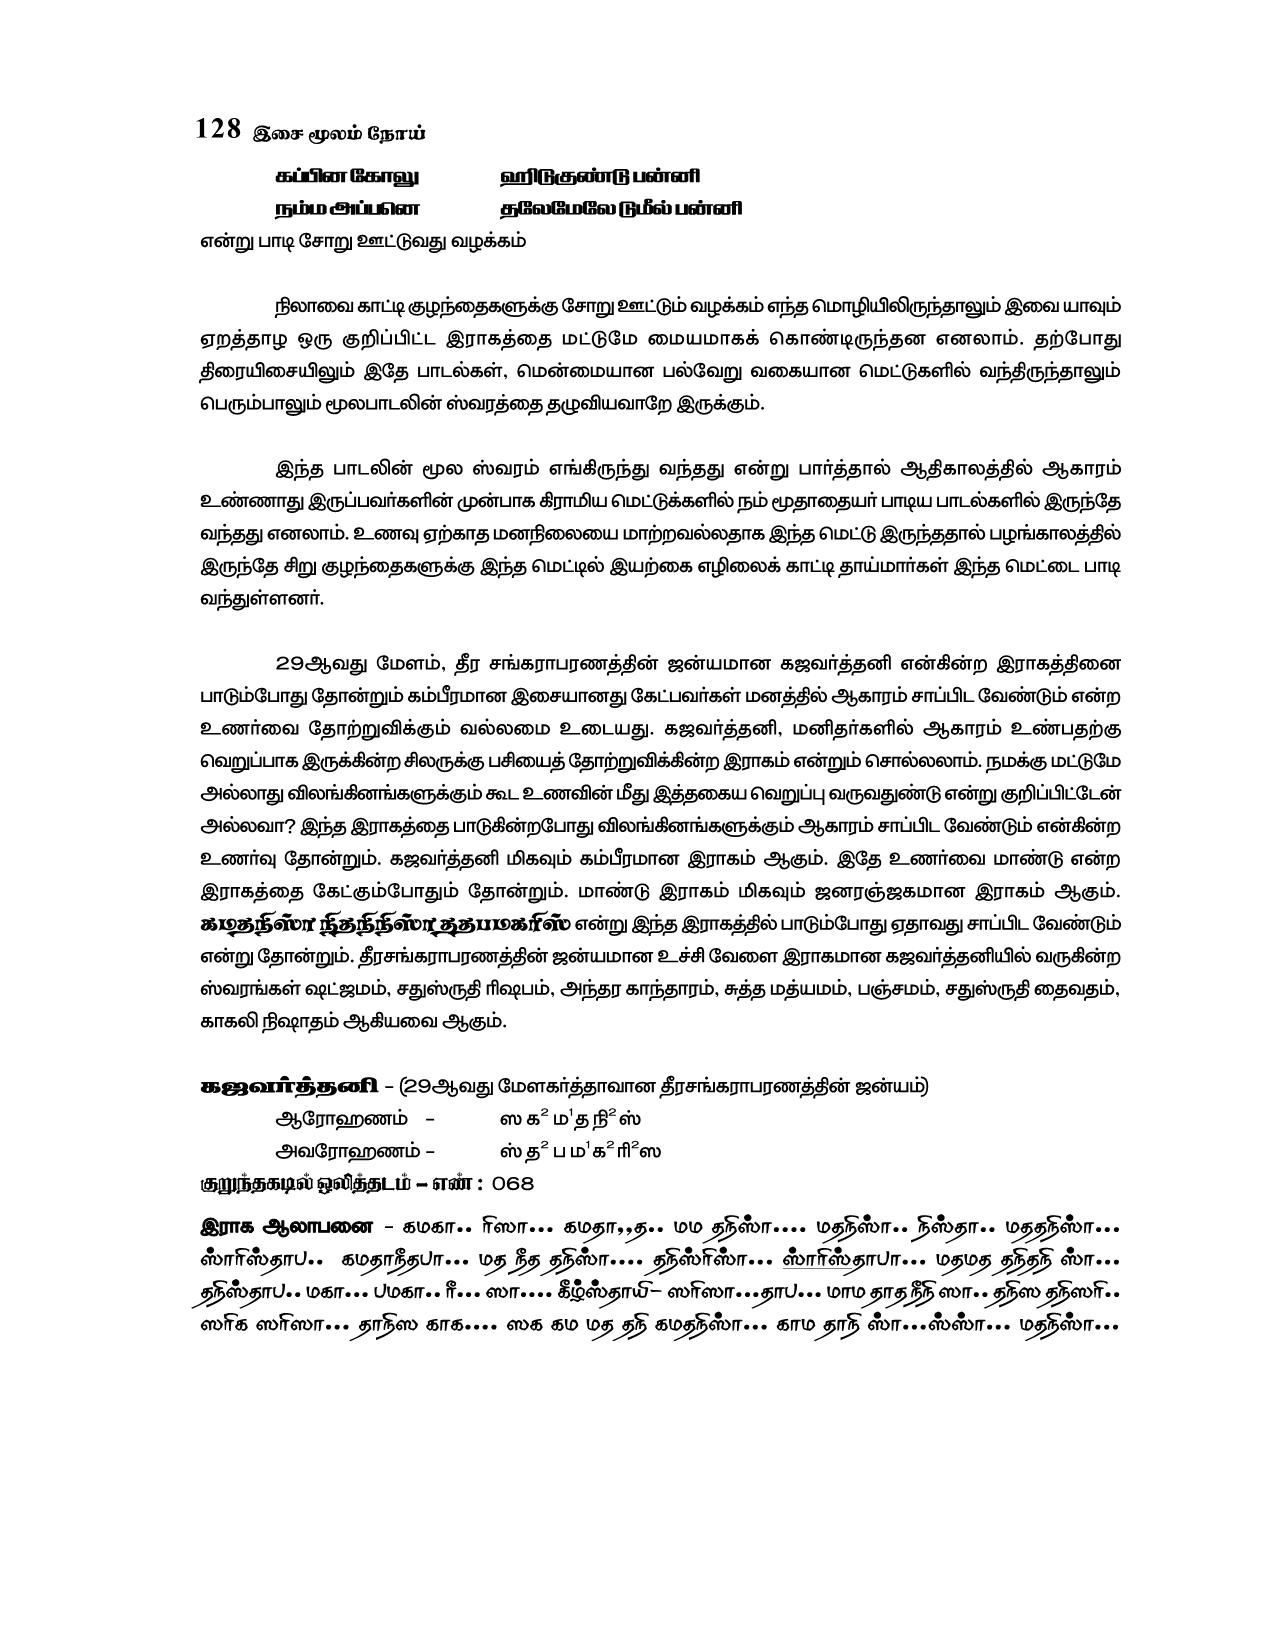 128 இசை மூலம் நோய்
கப்பின கோலு ஹிடுகுண்டு பன்னி
நம்ம அப்பனெ தலேமேலே டுமீல் பன்னி
என்று பாடி சோறு ஊட்டுவது வழக்கம்
நிலாவை காட்டி குழந்தைகளுக்கு சோறு ஊட்டும் வழக்கம் எந்த மொழியிலிருந்தாலும் இவை யாவும்
ஏறத்தாழ ஒரு குறிப்பிட்ட இராகத்தை மட்டுமே மையமாகக் கொண்டிருந்தன எனலாம். தற்போது
திரையிசையிலும் இதே பாடல்கள், மென்மையான பல்வேறு வகையான மெட்டுகளில் வந்திருந்தாலும்
பெரும்பாலும் மூலபாடலின் ஸ்வரத்தை தழுவியவாறே இருக்கும்.
இந்த பாடலின் மூல ஸ்வரம் எங்கிருந்து வந்தது என்று பார்த்தால் ஆதிகாலத்தில் ஆகாரம்
உண்ணாது இருப்பவர்களின் முன்பாக கிராமிய மெட்டுக்களில் நம் மூதாதையர் பாடிய பாடல்களில் இருந்தே
வந்தது எனலாம். உணவு ஏற்காத மனநிலையை மாற்றவல்லதாக இந்த மெட்டு இருந்ததால் பழங்காலத்தில்
இருந்தே சிறு குழந்தைகளுக்கு இந்த மெட்டில் இயற்கை எழிலைக் காட்டி தாய்மார்கள் இந்த மெட்டை பாடி
வந்துள்ளனர்.
29ஆவது மேளம், தீர சங்கராபரணத்தின் ஜன்யமான கஜவர்த்தனி என்கின்ற இராகத்தினை
பாடும்போது தோன்றும் கம்பீரமான இசையானது கேட்பவர்கள் மனத்தில் ஆகாரம் சாப்பிட வேண்டும் என்ற
உணர்வை தோற்றுவிக்கும் வல்லமை உடையது. கஜவர்த்தனி, மனிதர்களில் ஆகாரம் உண்பதற்கு
வெறுப்பாக இருக்கின்ற சிலருக்கு பசியைத் தோற்றுவிக்கின்ற இராகம் என்றும் சொல்லலாம். நமக்கு மட்டுமே
அல்லாது விலங்கினங்களுக்கும் கூட உணவின் மீது இத்தகைய வெறுப்பு வருவதுண்டு என்று குறிப்பிட்டேன்
அல்லவா? இந்த இராகத்தை பாடுகின்றபோது விலங்கினங்களுக்கும் ஆகாரம் சாப்பிட வேண்டும் என்கின்ற
உணர்வு தோன்றும். கஜவர்த்தனி மிகவும் கம்பீரமான இராகம் ஆகும். இதே உணர்வை மாண்டு என்ற
இராகத்தை கேட்கும்போதும் தோன்றும். மாண்டு இராகம் மிகவும் ஜனரஞ்ஜகமான இராகம் ஆகும்.
கமதநிஸ்ா நிதநிநிஸ்ா ததபமகரிஸ் என்று இந்த இராகத்தில் பாடும்போது ஏதாவது சாப்பிட வேண்டும்
என்று தோன்றும். தீரசங்கராபரணத்தின் ஜன்யமான உச்சி வேளை இராகமான கஜவர்த்தனியில் வருகின்ற
ஸ்வரங்கள் ஷட்ஜமம், சதுஸ்ருதி ரிஷபம், அந்தர காந்தாரம், சுத்த மத்யமம், பஞ்சமம், சதுஸ்ருதி தைவதம்,
காகலி நிஷாதம் ஆகியவை ஆகும்.
கஜவர்த்தனி – (29ஆவது மேளகர்த்தாவான தீரசங்கராபரணத்தின் ஜன்யம்)
ஆரோஹணம் – ஸ க² ம¹ த நி² ஸ்
அவரோஹணம் – ஸ் த² ப ம¹ க² ரி² ஸ
குறுந்தகடில் ஒலித்தடம் – எண் : 068
இராக ஆலாபனை – கமகா.. ரிஸா... கமதா,,த.. மம தநிஸ்ா.... மதநிஸ்ா.. நிஸ்தா.. மததநிஸ்ா...
ஸ்ாரிஸ்தாப.. கமதாநீதபா... மத நீத தநிஸ்ா.... தநிஸ்ரிஸ்ா... ஸ்ாரிஸ்தாபா... மதமத தந்தநி ஸ்ா...
தநிஸ்தாப.. மகா... பமகா.. ரீ... ஸா.... கீழ்ஸ்தாயி– ஸரிஸா...தாப... மாம தாத நீநி ஸா.. தநிஸ தநிஸரி..
ஸரிக ஸரிஸா... தாநிஸ காக.... ஸக கம மத தநி கமதநிஸ்ா... காம தாநி ஸ்ா...ஸ்ஸ்ா... மதநிஸ்ா...